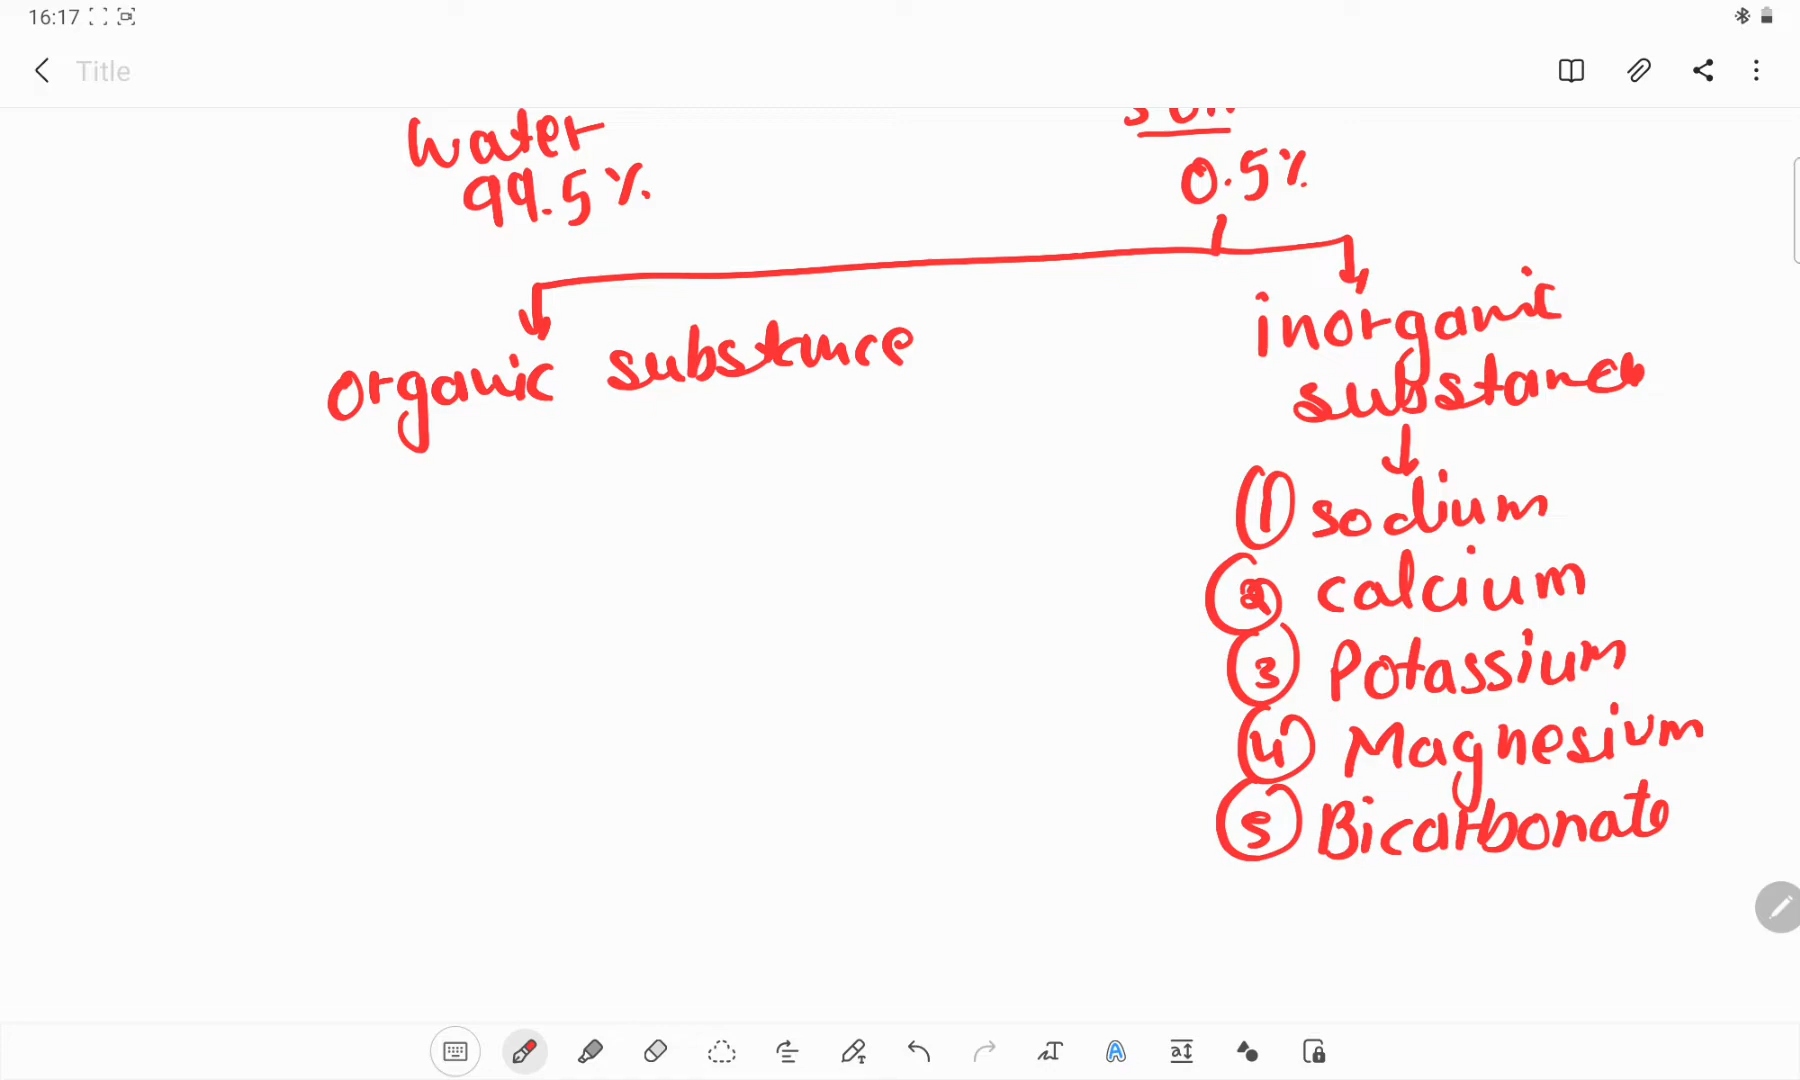 16:17
Title
water
99.5%
0.5%
organic substance
inorganic
substance
1 sodium
2 calcium
3 Potassium
4 Magnesium
5 Bicarbonate